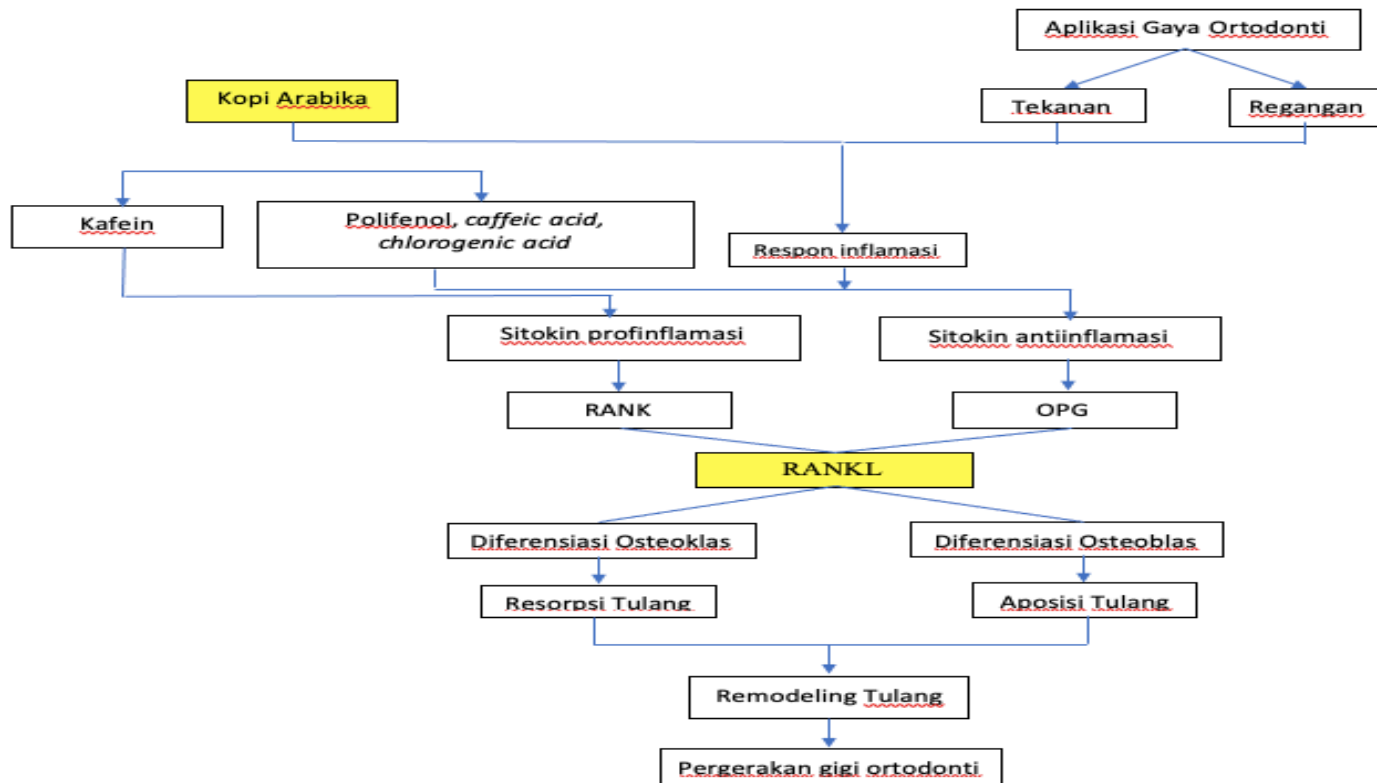 Aplikasi Gaya Ortodonti
Kopi Arabika
Tekanan
Regangan
Kafein
Polifenol, caffeic acid,
chlorogenic acid
Respon inflamasi
Sitokin profinflamasi
Sitokin antiinflamasi
RANK
OPG
RANKL
Diferensiasi Osteoklas
Diferensiasi Osteoblas
Resorpsi Tulang
Aposisi Tulang
Remodeling Tulang
Pergerakan gigi ortodonti